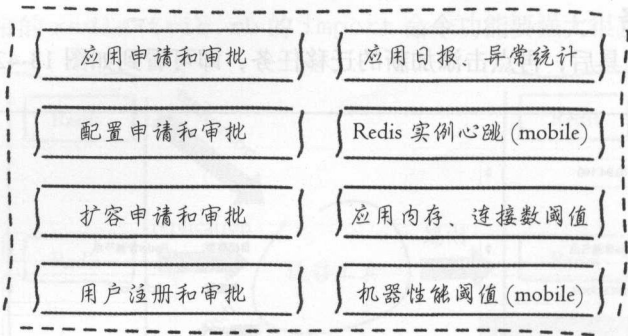 应用申请和审批
应用日报，异常统计
配置申请和审批
Redis 实例心跳 (mobile)
扩容申请和审批
应用内存、连接数阈值
用户注册和审批
机器性能阈值 (mobile)